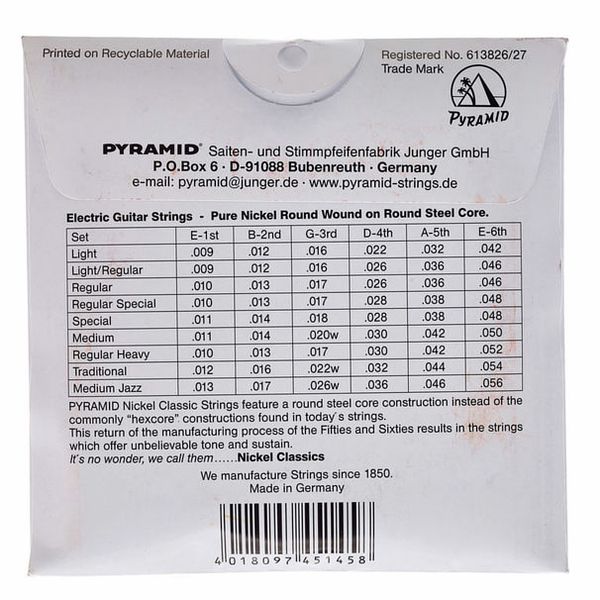 Printed on Recyclable Material
Registered No. 613826/27
Trade Mark
PYRAMID
PYRAMID® Saiten- und Stimmpfeifenfabrik Junger GmbH
P.O.Box 6 · D-91088 Bubenreuth · Germany
e-mail: pyramid@junger.de · www.pyramid-strings.de
Electric Guitar Strings - Pure Nickel Round Wound on Round Steel Core.
Set E-1st B-2nd G-3rd D-4th A-5th E-6th
Light .009 .012 .016 .022 .032 .042
Light/Regular .009 .012 .016 .026 .036 .046
Regular .010 .013 .017 .026 .036 .046
Regular Special .010 .013 .017 .028 .038 .048
Special .011 .014 .018 .028 .038 .048
Medium .011 .014 .020w .030 .042 .050
Regular Heavy .010 .013 .017 .030 .042 .052
Traditional .012 .016 .022w .032 .044 .054
Medium Jazz .013 .017 .026w .036 .046 .056
PYRAMID Nickel Classic Strings feature a round steel core construction instead of the
commonly "hexcore" constructions found in today´s strings.
This return of the manufacturing process of the Fifties and Sixties results in the strings
which offer unbelievable tone and sustain.
It´s no wonder, we call them......Nickel Classics
We manufacture Strings since 1850.
Made in Germany
4 018097 451458